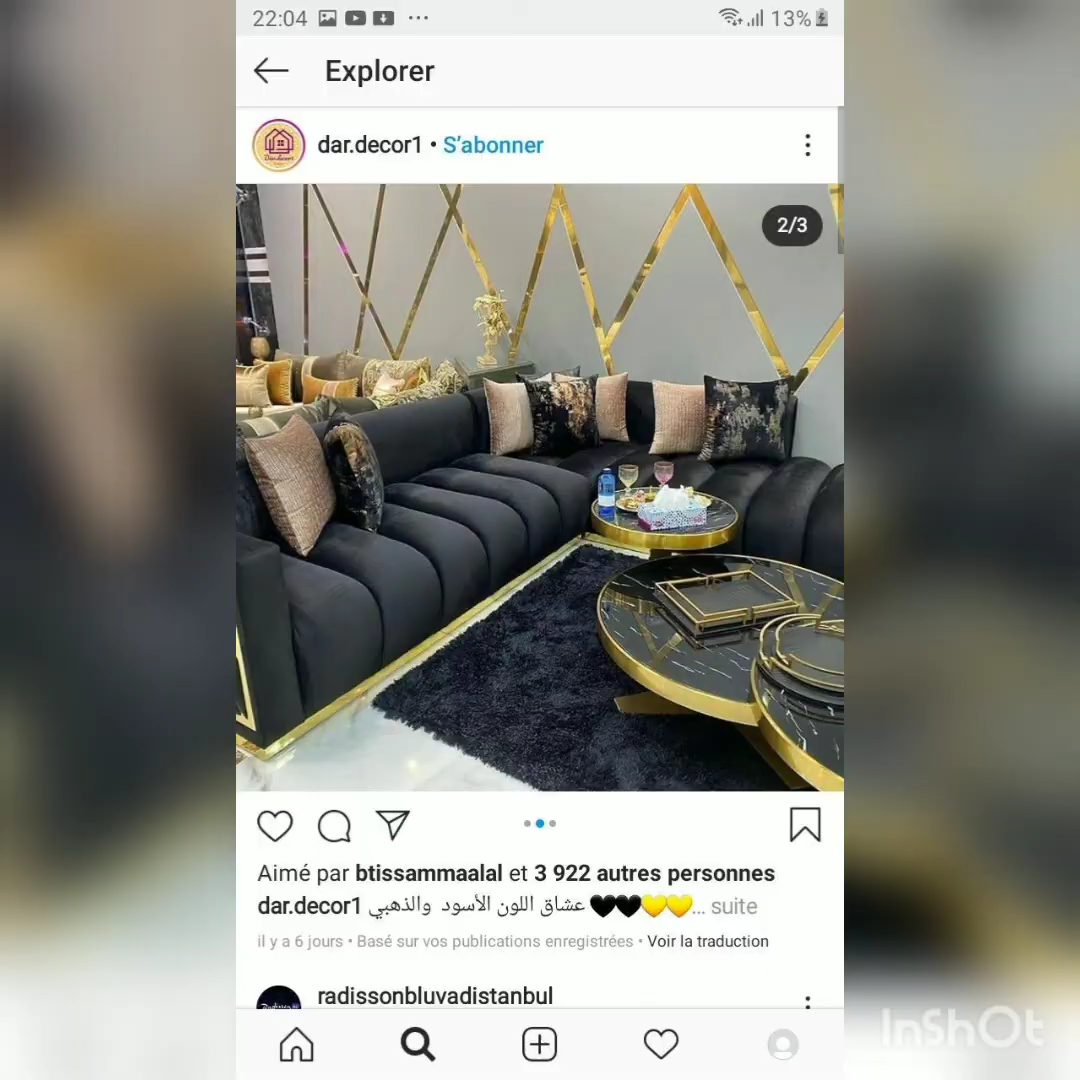 22:04
13%
Explorer
dar.decor1 • S'abonner
2/3
Aimé par btissammaalal et 3 922 autres personnes
dar.decor1 عشاق اللون الأسود والذهبي 🖤🖤💛💛... suite
il y a 6 jours • Basé sur vos publications enregistrées • Voir la traduction
radissonbluvadistanbul
InShOt